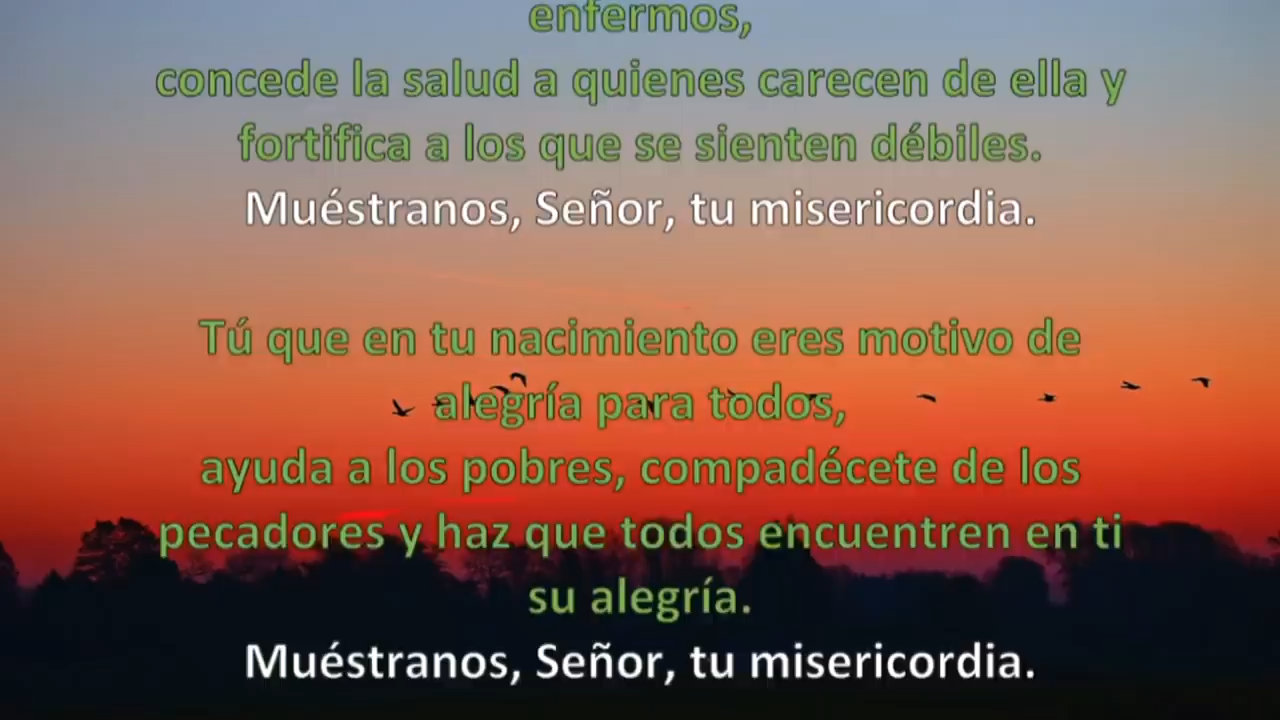 enfermos,
concede la salud a quienes carecen de ella y
fortifica a los que se sienten débiles.
Muéstranos, Señor, tu misericordia.
Tú que en tu nacimiento eres motivo de
alegría para todos,
ayuda a los pobres, compadécete de los
pecadores y haz que todos encuentren en ti
su alegría.
Muéstranos, Señor, tu misericordia.